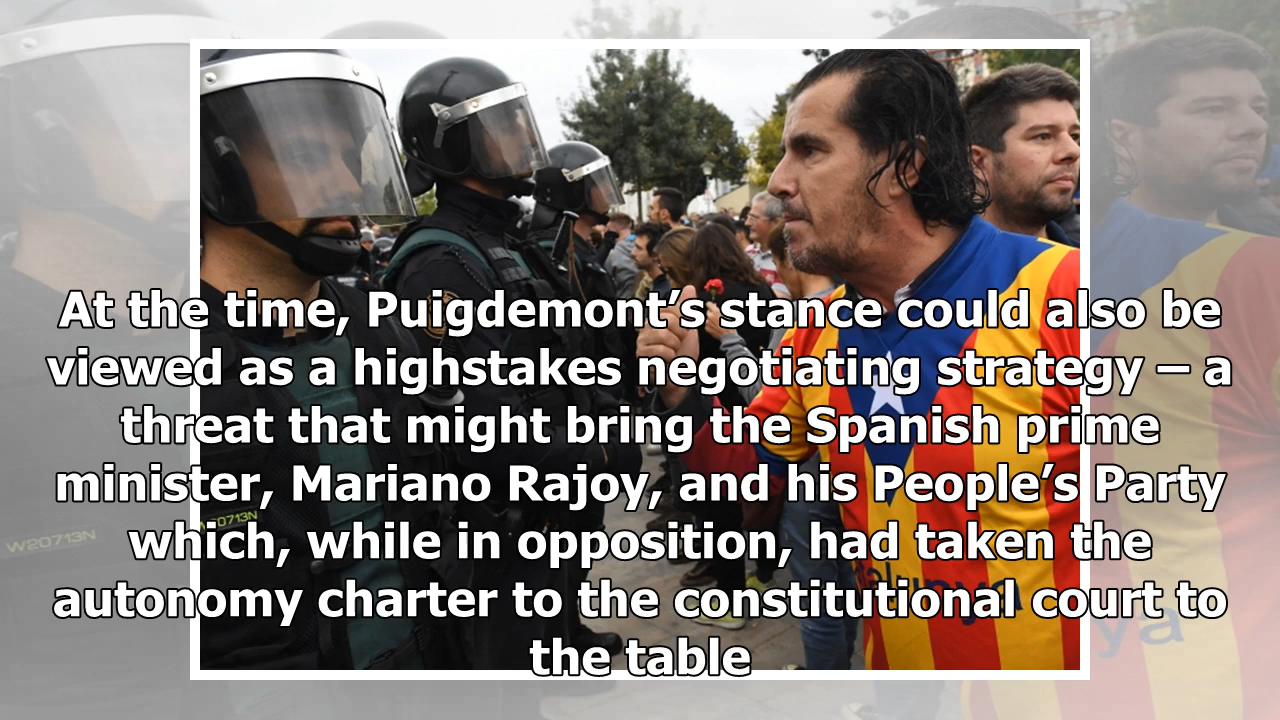 At the time, Puigdemont’s stance could also be
viewed as a highstakes negotiating strategy – a
threat that might bring the Spanish prime
minister, Mariano Rajoy, and his People’s Party
which, while in opposition, had taken the
autonomy charter to the constitutional court to
the table
W20713N